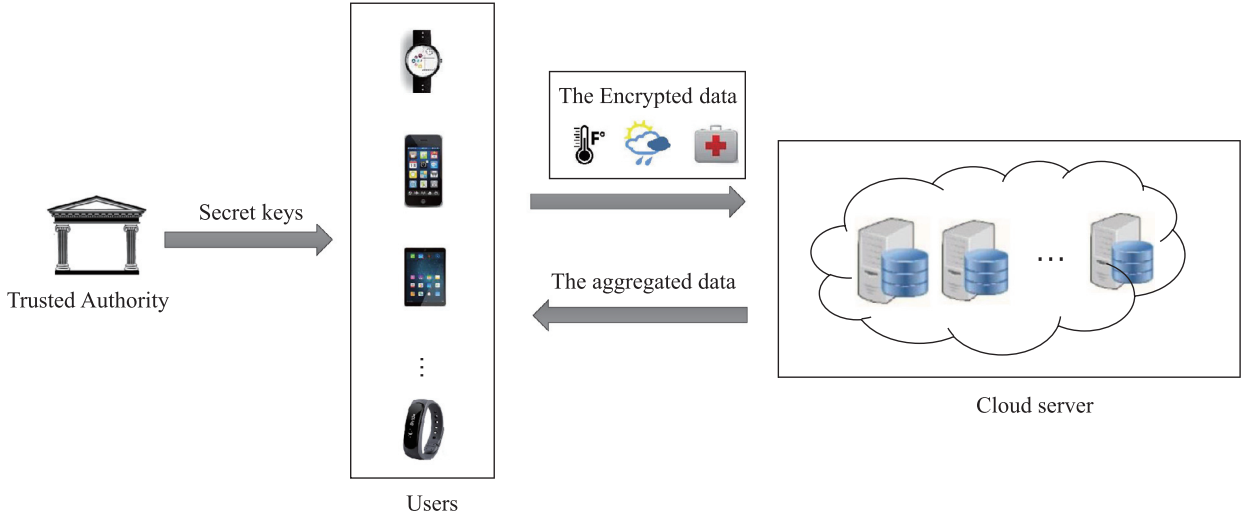 Trusted Authority
Secret keys
Users
The Encrypted data
F°
The aggregated data
...
Cloud server